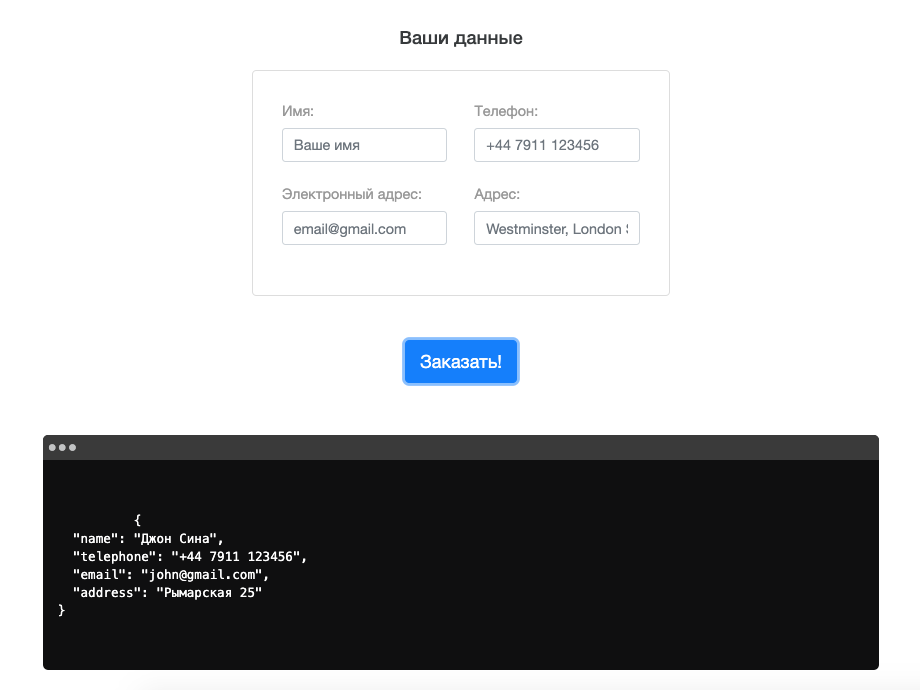 Ваши данные
Имя: Телефон:
Ваше имя +44 7911 123456
Электронный адрес: Адрес:
email@gmail.com Westminster, London
Заказать!
{
"name": "Джон Сина",
"telephone": "+44 7911 123456",
"email": "john@gmail.com",
"address": "Рымарская 25"
}